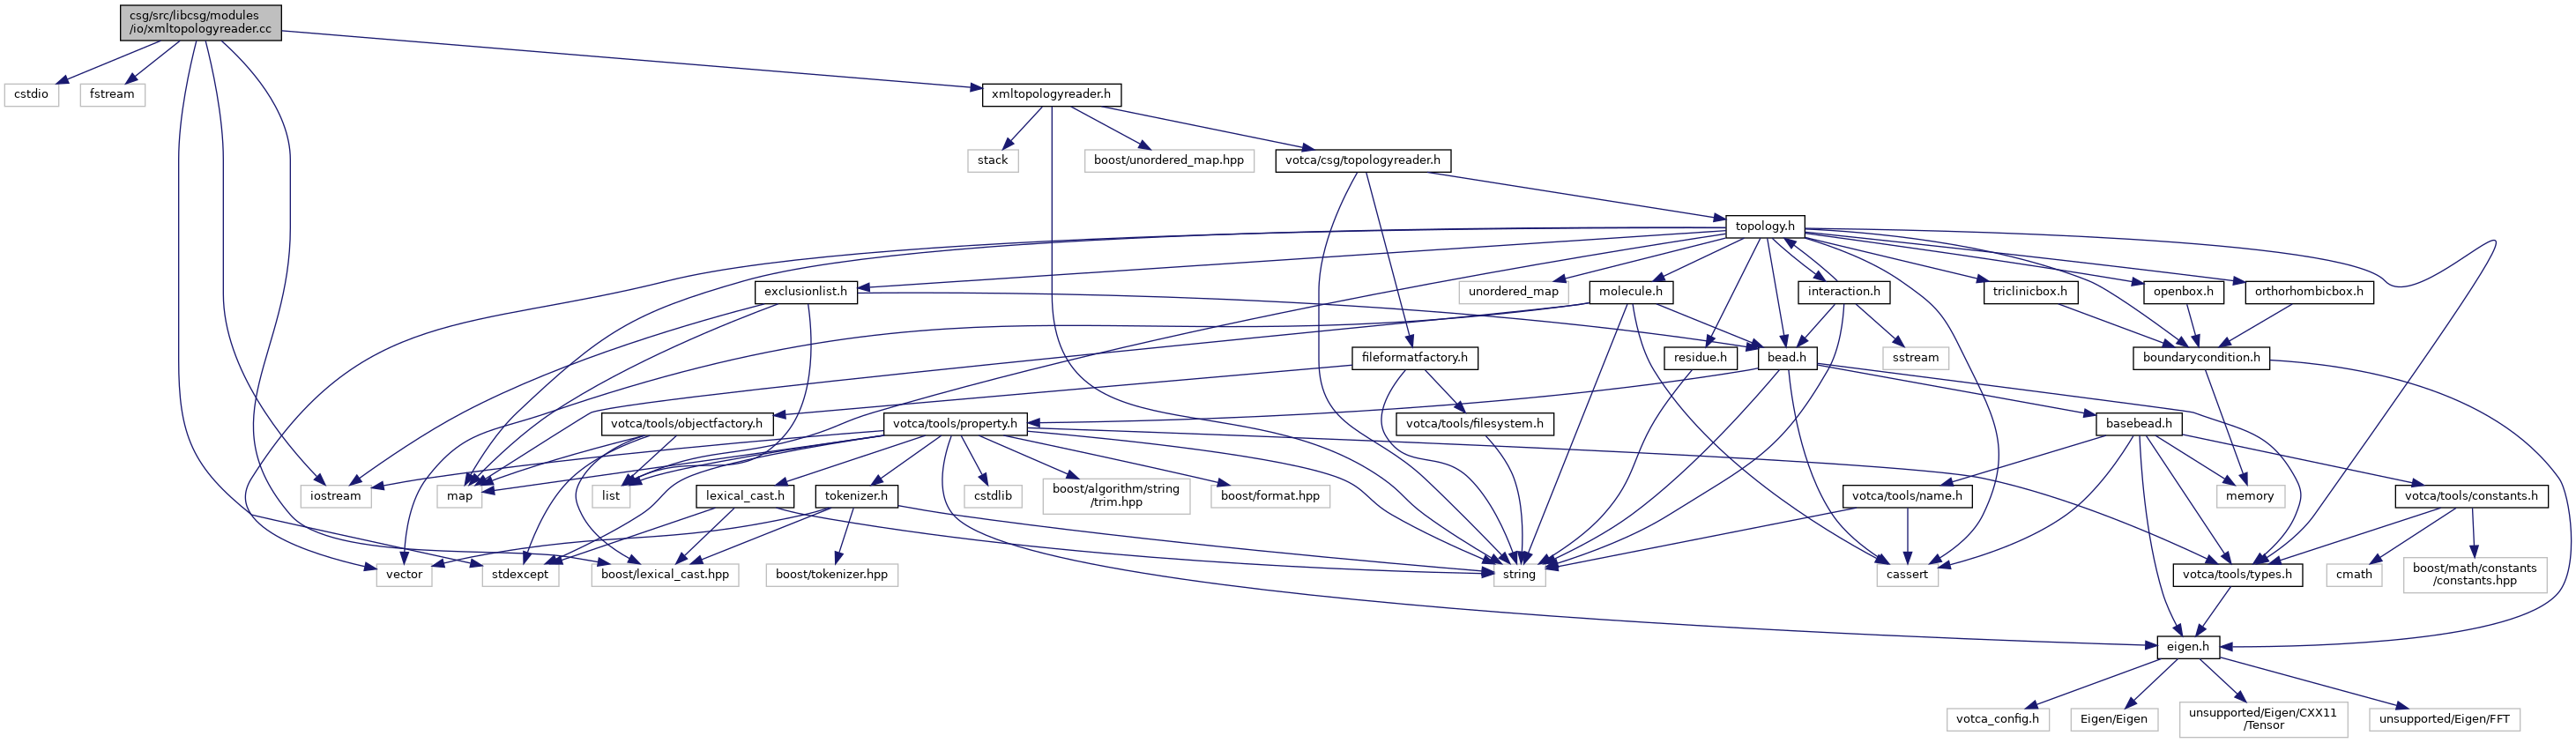 csg/src/libcsg/modules
/io/xmltopologyreader.cc
cstdio
fstream
xmltopologyreader.h
stack
boost/unordered_map.hpp
votca/csg/topologyreader.h
topology.h
exclusionlist.h
unordered_map
molecule.h
interaction.h
triclinicbox.h
openbox.h
orthorhombicbox.h
fileformatfactory.h
residue.h
bead.h
sstream
boundarycondition.h
votca/tools/objectfactory.h
votca/tools/property.h
votca/tools/filesystem.h
basebead.h
iostream
map
list
lexical_cast.h
tokenizer.h
cstdlib
boost/algorithm/string
/trim.hpp
boost/format.hpp
votca/tools/name.h
memory
votca/tools/constants.h
vector
stdexcept
boost/lexical_cast.hpp
boost/tokenizer.hpp
string
cassert
votca/tools/types.h
cmath
boost/math/constants
/constants.hpp
eigen.h
votca_config.h
Eigen/Eigen
unsupported/Eigen/CXX11
/Tensor
unsupported/Eigen/FFT